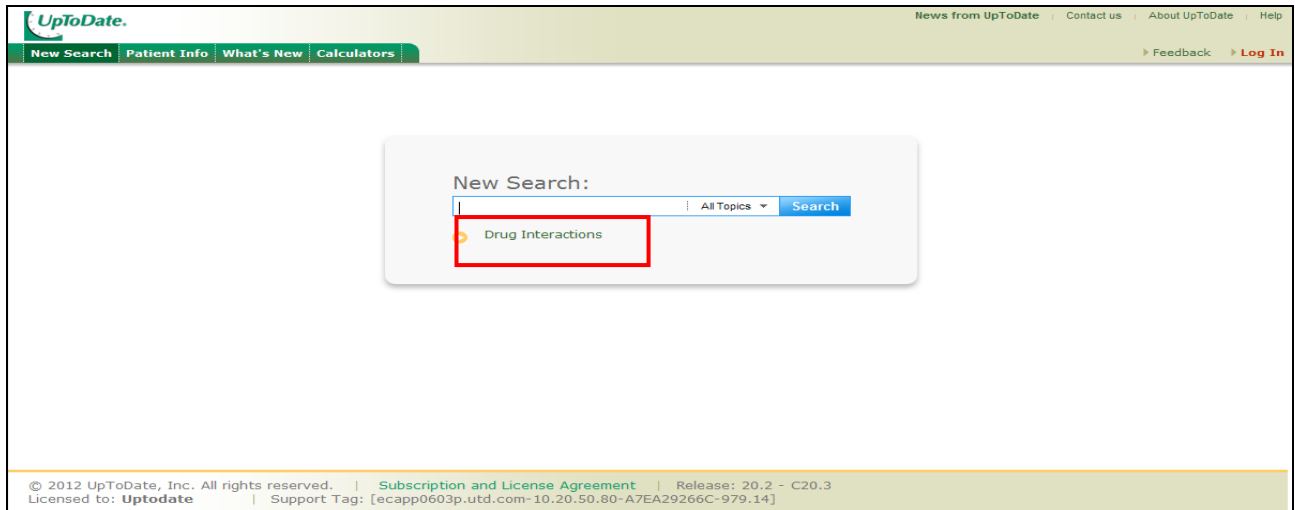 UpToDate.
News from UpToDate | Contact us | About UpToDate | Help
New Search Patient Info What's New Calculators
Feedback Log In
New Search:
All Topics Search
Drug Interactions
© 2012 UpToDate, Inc. All rights reserved. | Subscription and License Agreement | Release: 20.2 - C20.3
Licensed to: Uptodate | Support Tag: [ecapp0603p.utd.com-10.20.50.80-A7EA29266C-979.14]